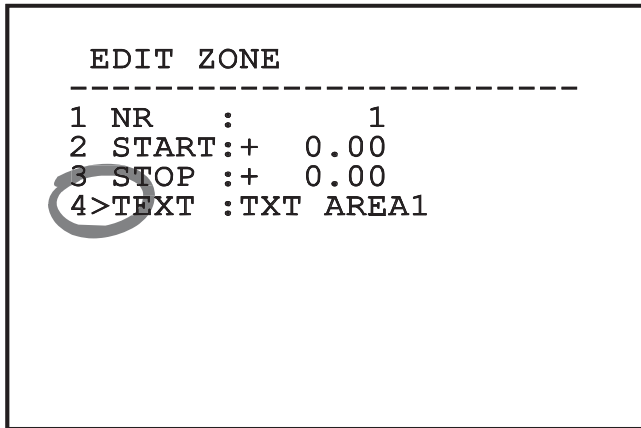 EDIT ZONE
------------------------
1 NR    :       1
2 START:+  0.00
3 STOP :+  0.00
4>TEXT :TXT AREA1